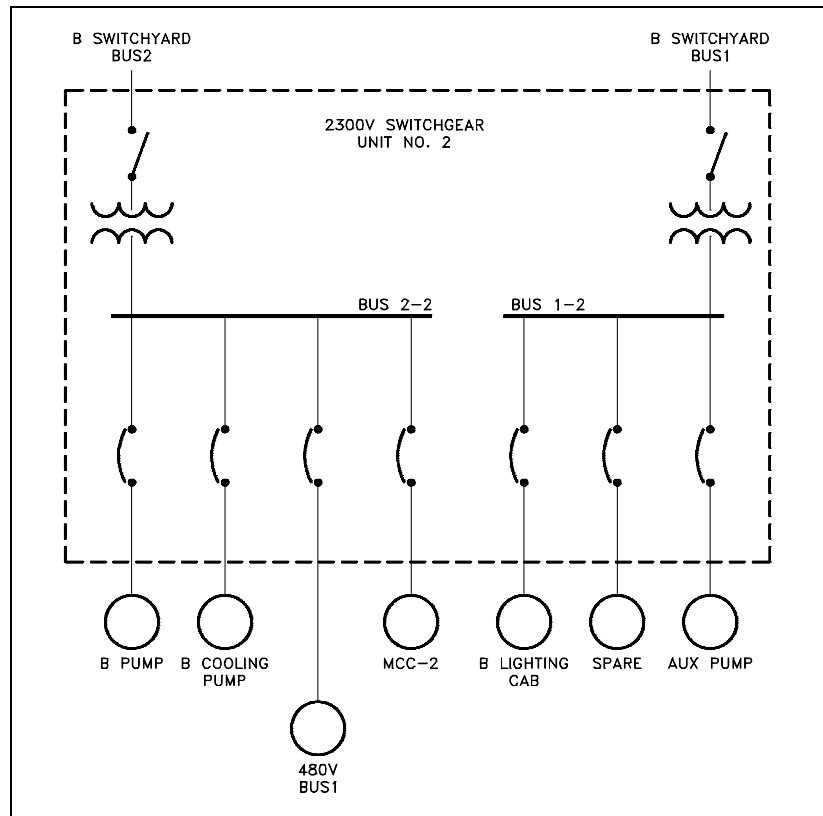 B SWITCHYARD
BUS2
B SWITCHYARD
BUS1
2300V SWITCHGEAR
UNIT NO. 2
BUS 2-2
BUS 1-2
B PUMP
B COOLING
PUMP
MCC-2
B LIGHTING
CAB
SPARE
AUX PUMP
480V
BUS1